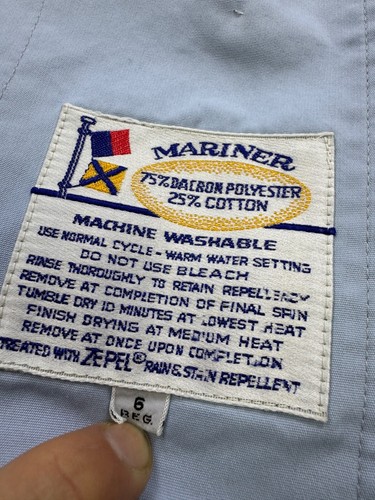 MARINER
75% DACRON POLYESTER
25% COTTON
MACHINE WASHABLE
USE NORMAL CYCLE - WARM WATER SETTING
DO NOT USE BLEACH
RINSE THOROUGHLY TO RETAIN REPELLENCY
REMOVE AT COMPLETION OF FINAL SPIN
TUMBLE DRY 10 MINUTES AT LOWEST HEAT
FINISH DRYING AT MEDIUM HEAT
REMOVE AT ONCE UPON COMPLETION
TREATED WITH ZEPEL® RAIN & STAIN REPELLENT
6
REG.